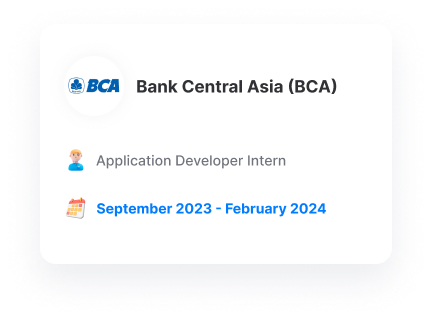 BCA
Bank Central Asia (BCA)
Application Developer Intern
September 2023 - February 2024